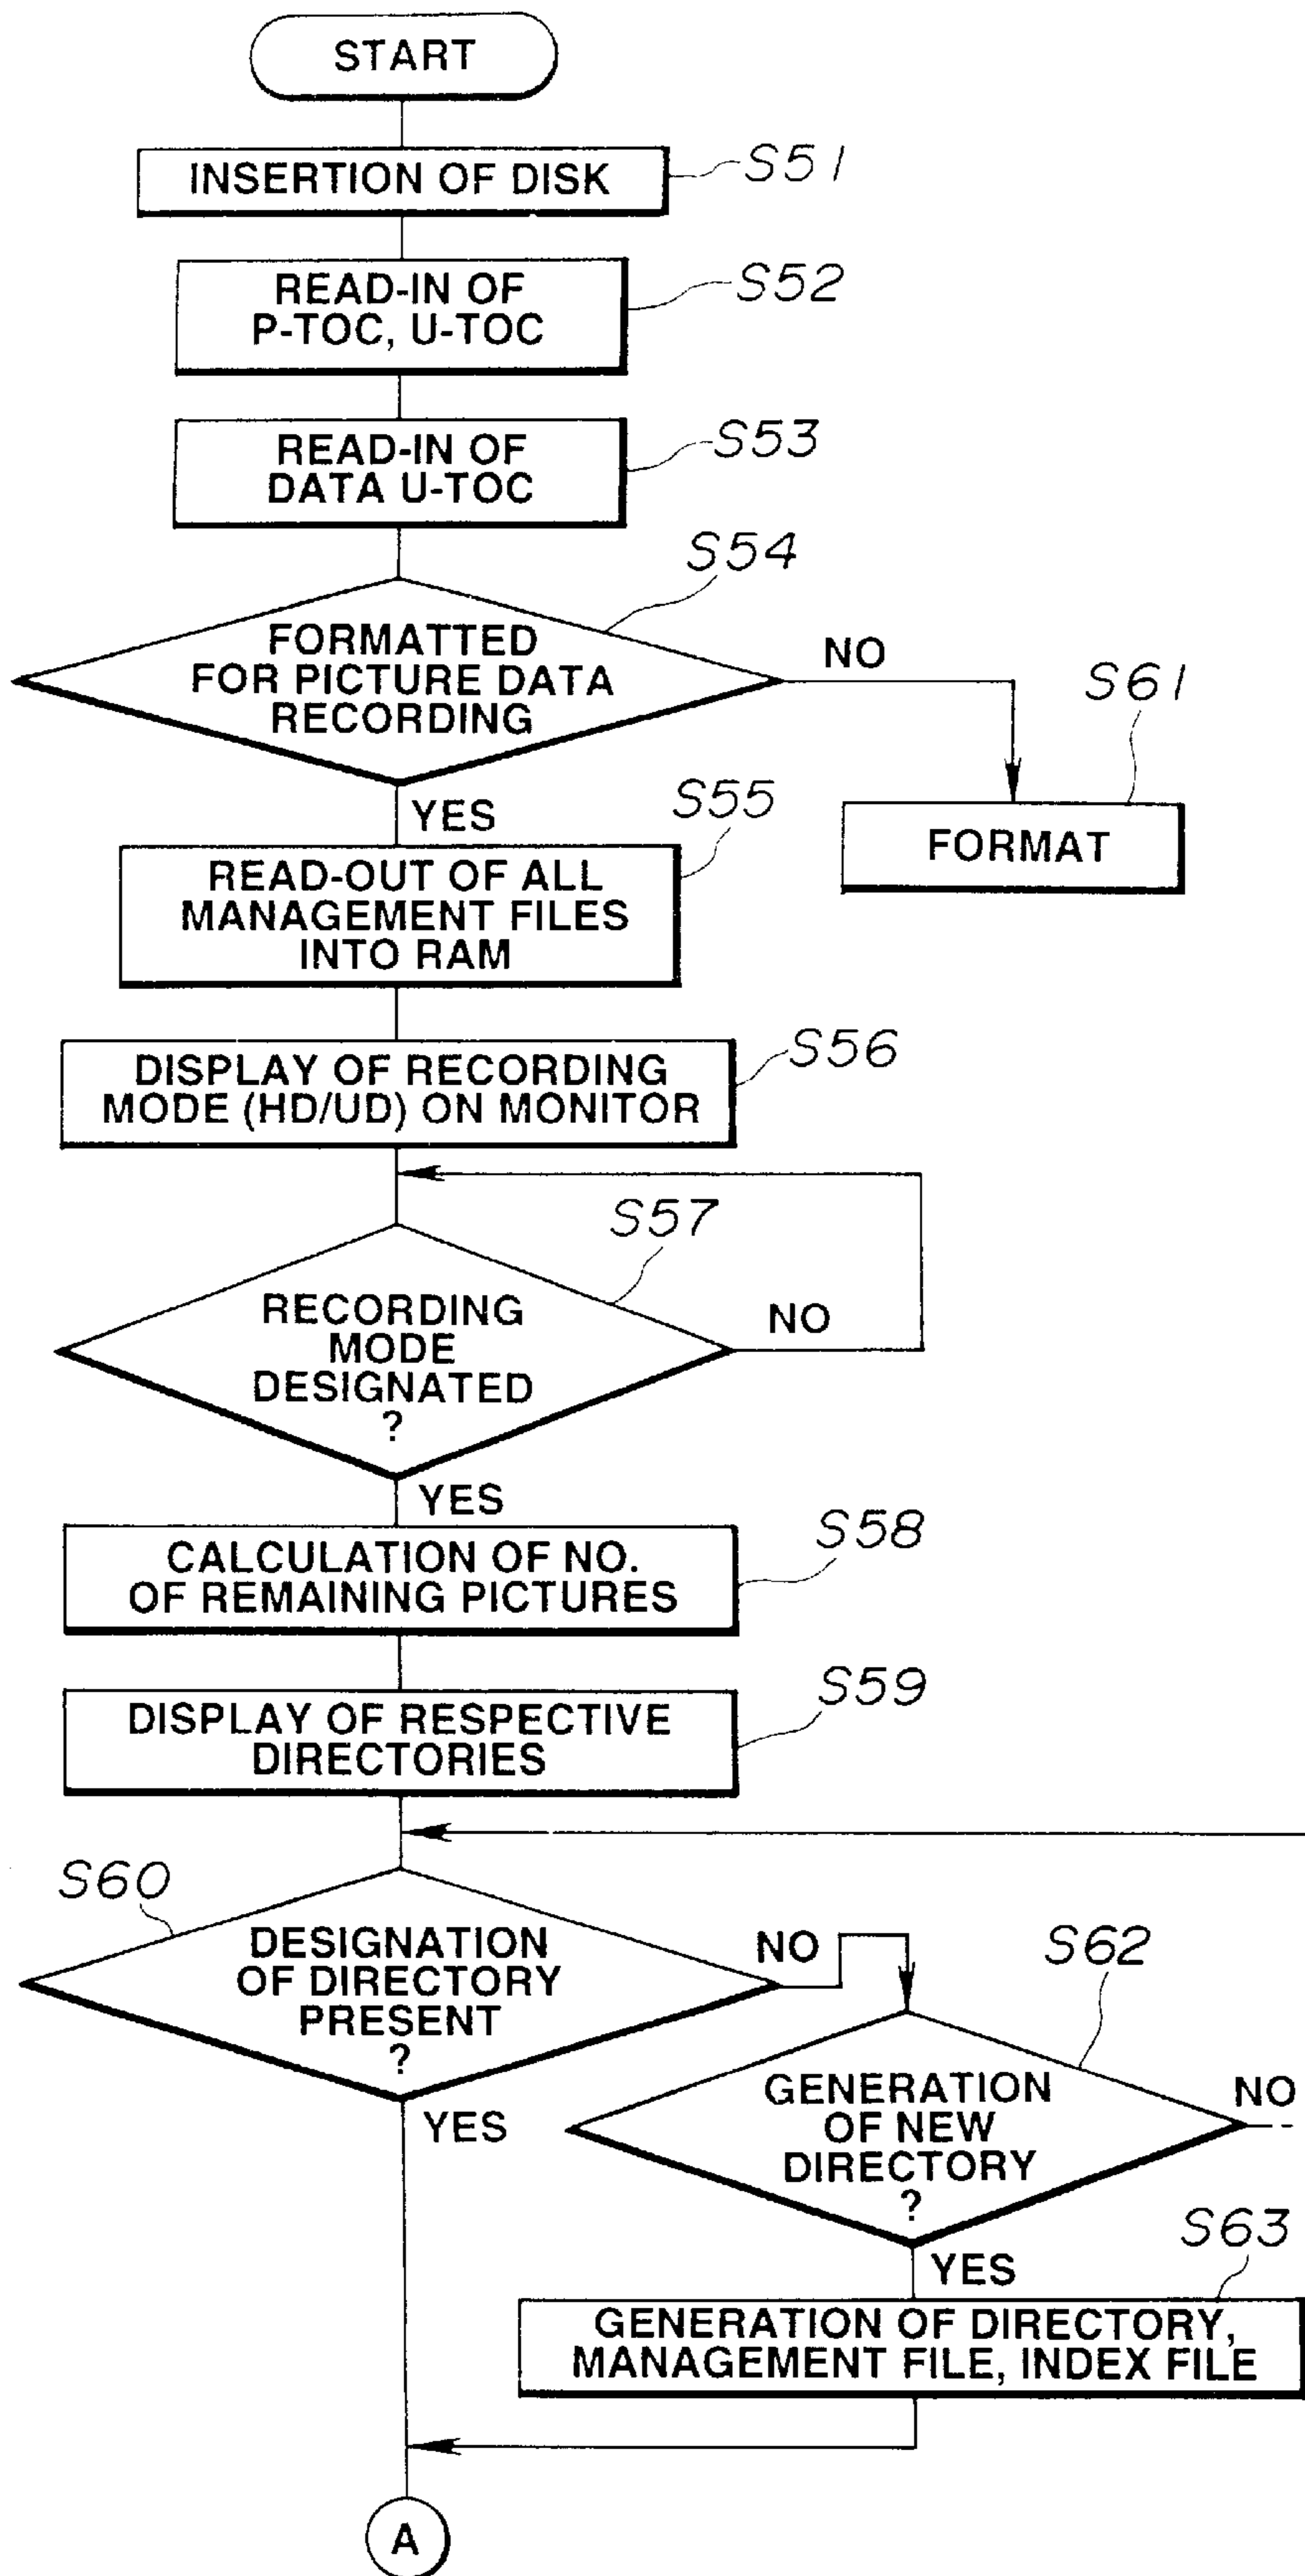 START
INSERTION OF DISK
S51
READ-IN OF
P-TOC, U-TOC
S52
READ-IN OF
DATA U-TOC
S53
S54
FORMATTED
FOR PICTURE DATA
RECORDING
NO
S61
FORMAT
YES
S55
READ-OUT OF ALL
MANAGEMENT FILES
INTO RAM
S56
DISPLAY OF RECORDING
MODE (HD/UD) ON MONITOR
S57
RECORDING
MODE
DESIGNATED
?
NO
YES
S58
CALCULATION OF NO.
OF REMAINING PICTURES
S59
DISPLAY OF RESPECTIVE
DIRECTORIES
S60
DESIGNATION
OF DIRECTORY
PRESENT
?
NO
S62
YES
GENERATION
OF NEW
DIRECTORY
?
NO
S63
YES
GENERATION OF DIRECTORY,
MANAGEMENT FILE, INDEX FILE
A